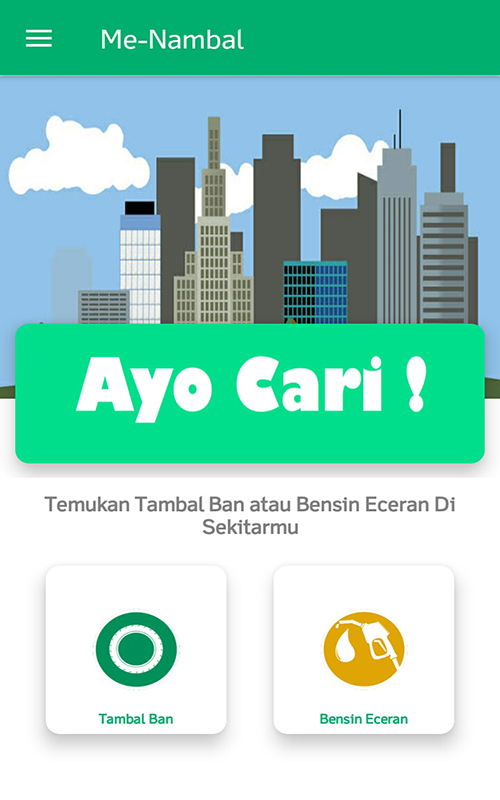 Me-Nambal
Ayo Cari !
Temukan Tambal Ban atau Bensin Eceran Di
Sekitarmu
Tambal Ban
Bensin Eceran